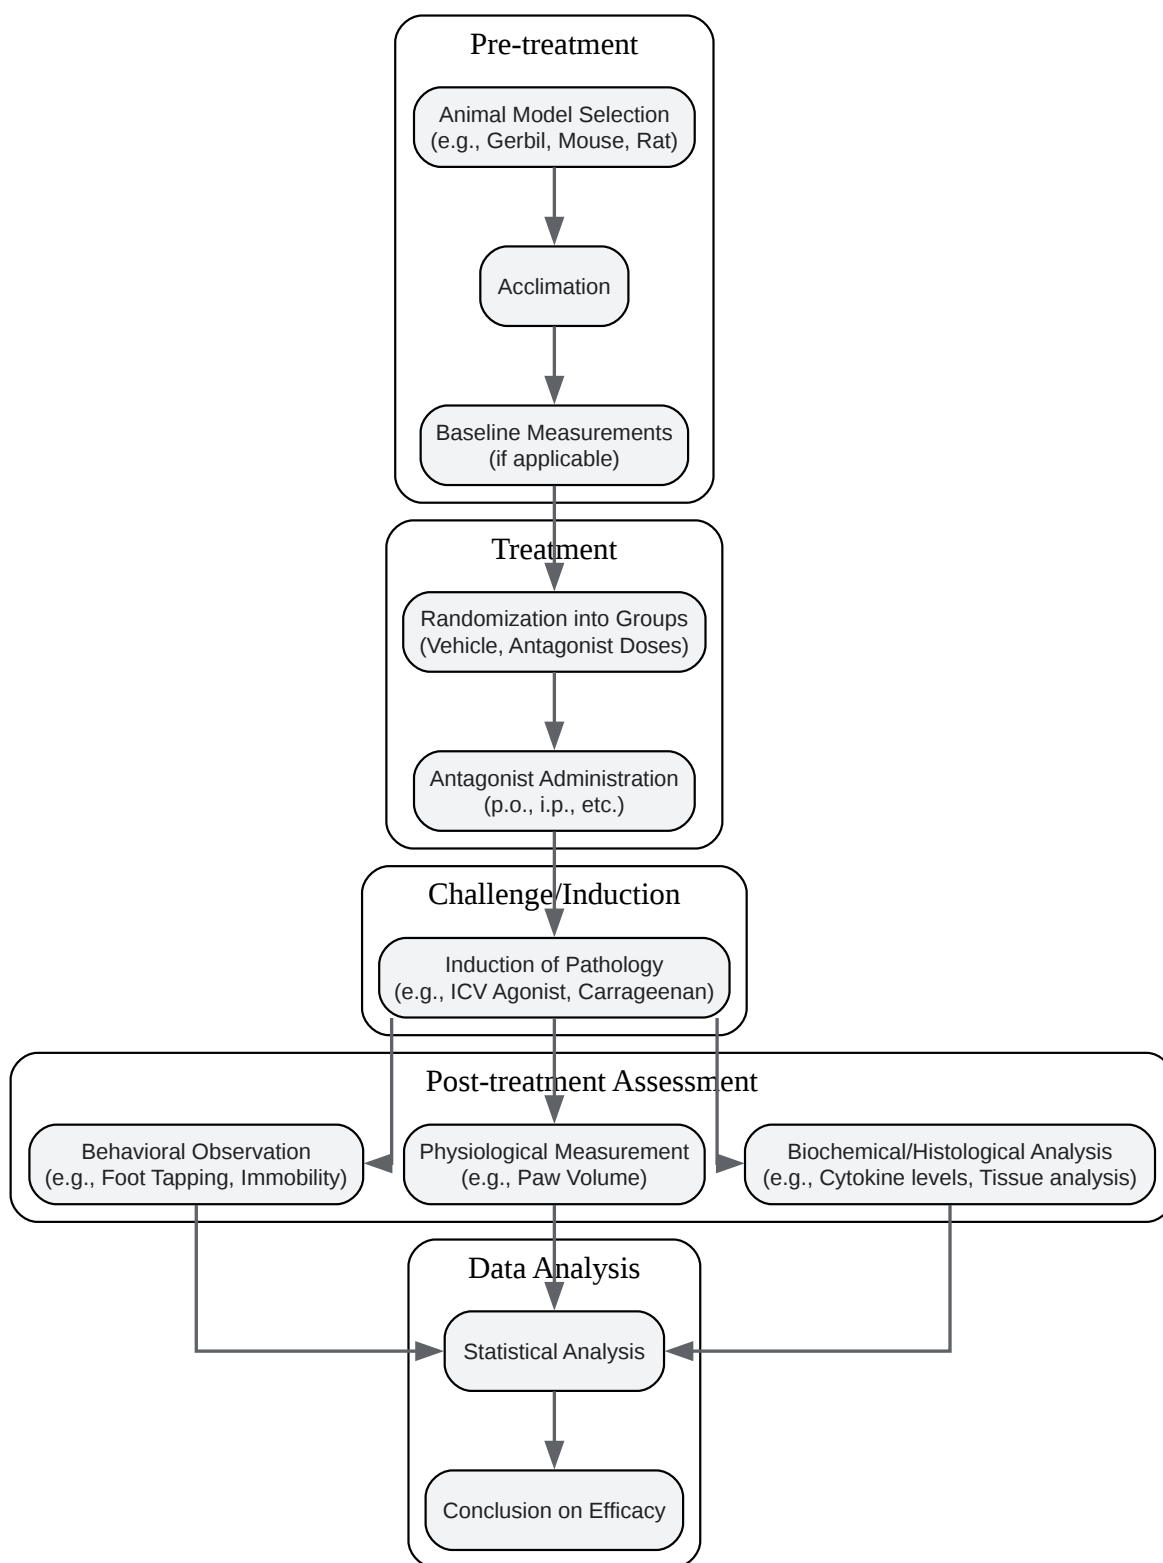 Pre-treatment
Animal Model Selection
(e.g., Gerbil, Mouse, Rat)
Acclimation
Baseline Measurements
(if applicable)
Treatment
Randomization into Groups
(Vehicle, Antagonist Doses)
Antagonist Administration
(p.o., i.p., etc.)
Challenge/Induction
Induction of Pathology
(e.g., ICV Agonist, Carrageenan)
Post-treatment Assessment
Behavioral Observation
(e.g., Foot Tapping, Immobility)
Physiological Measurement
(e.g., Paw Volume)
Biochemical/Histological Analysis
(e.g., Cytokine levels, Tissue analysis)
Data Analysis
Statistical Analysis
Conclusion on Efficacy